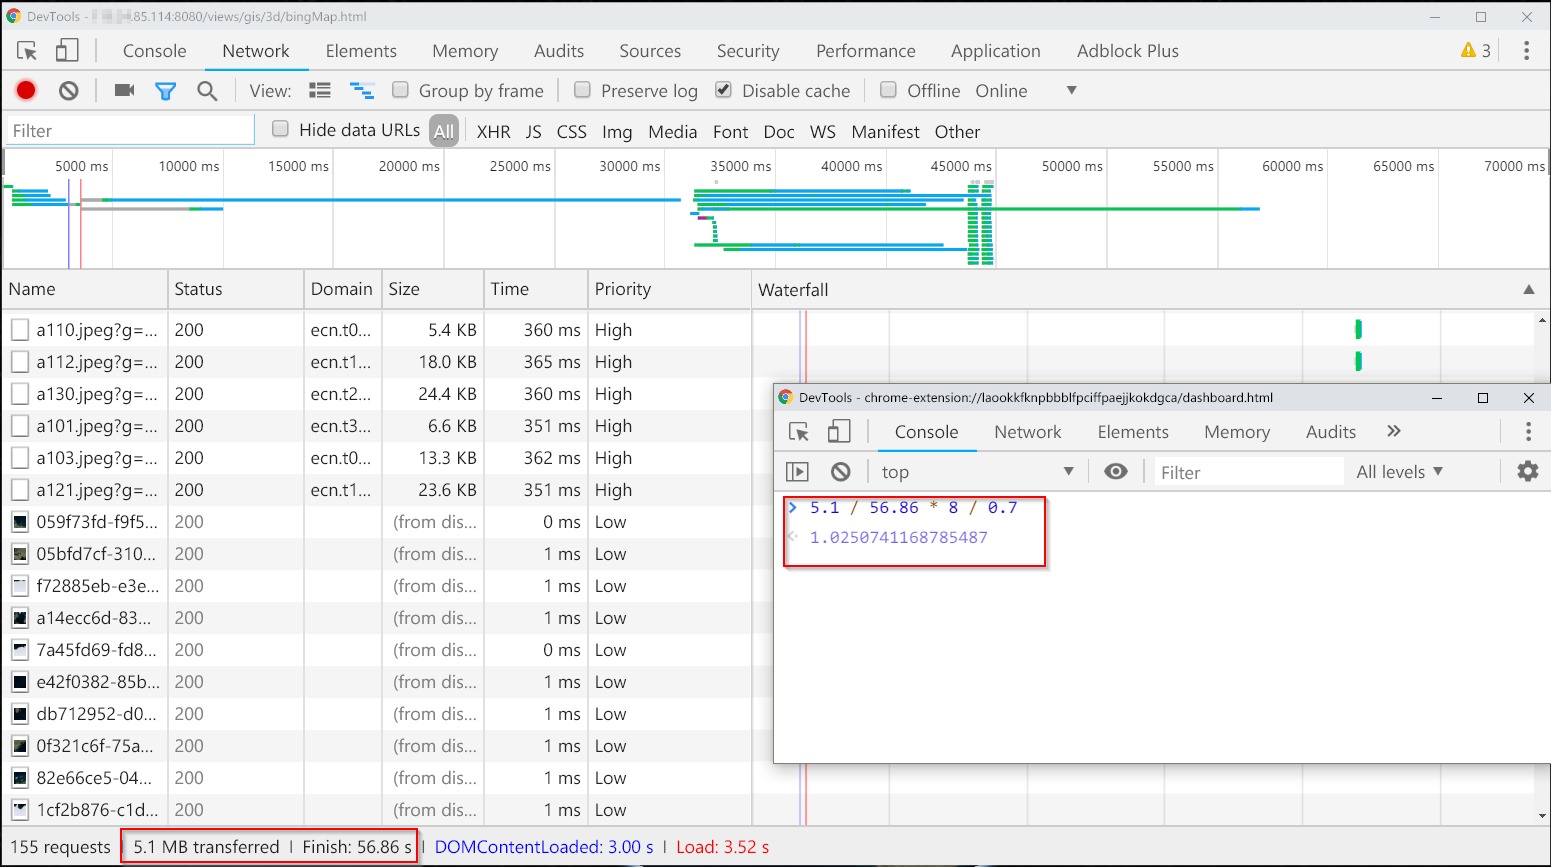 DevTools - .85.114:8080/views/gis/3d/bingMap.html
Console Network Elements Memory Audits Sources Security Performance Application Adblock Plus 3
View: Group by frame Preserve log Disable cache Offline Online
Filter Hide data URLs All XHR JS CSS Img Media Font Doc WS Manifest Other
5000 ms 10000 ms 15000 ms 20000 ms 25000 ms 30000 ms 35000 ms 40000 ms 45000 ms 50000 ms 55000 ms 60000 ms 65000 ms 70000 ms
Name Status Domain Size Time Priority Waterfall
a110.jpeg?g=... 200 ecn.t0... 5.4 KB 360 ms High
a112.jpeg?g=... 200 ecn.t1... 18.0 KB 365 ms High
a130.jpeg?g=... 200 ecn.t2... 24.4 KB 360 ms High
a101.jpeg?g=... 200 ecn.t3... 6.6 KB 351 ms High
a103.jpeg?g=... 200 ecn.t0... 13.3 KB 362 ms High
a121.jpeg?g=... 200 ecn.t1... 23.6 KB 351 ms High
059f73fd-f9f5... 200 (from dis... 0 ms Low
05bfd7cf-310... 200 (from dis... 1 ms Low
f72885eb-e3e... 200 (from dis... 1 ms Low
a14ecc6d-83... 200 (from dis... 1 ms Low
7a45fd69-fd8... 200 (from dis... 0 ms Low
e42f0382-85b... 200 (from dis... 1 ms Low
db712952-d0... 200 (from dis... 1 ms Low
0f321c6f-75a... 200 (from dis... 1 ms Low
82e66ce5-04... 200 (from dis... 1 ms Low
1cf2b876-c1d... 200 (from dis... 1 ms Low
155 requests | 5.1 MB transferred | Finish: 56.86 s | DOMContentLoaded: 3.00 s | Load: 3.52 s
DevTools - chrome-extension://laookkfknpbbblfpciffpaejjkokdgca/dashboard.html
Console Network Elements Memory Audits »
top Filter All levels
> 5.1 / 56.86 * 8 / 0.7
1.0250741168785487